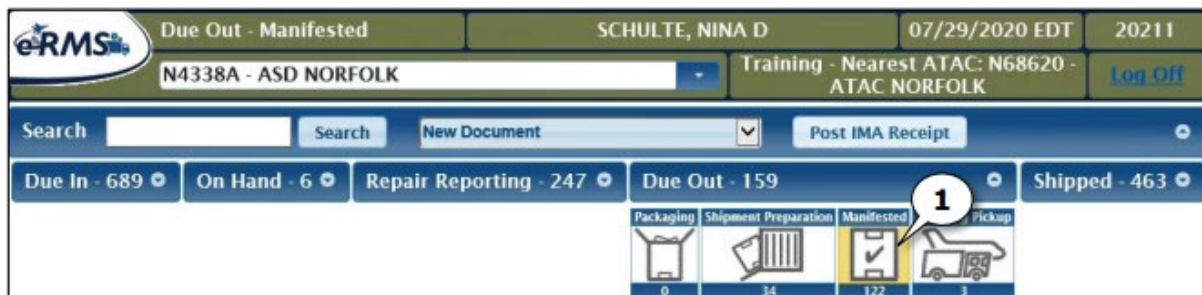 eRMS
Due Out - Manifested
SCHULTE, NINA D
07/29/2020 EDT
20211
N4338A - ASD NORFOLK
Training - Nearest ATAC: N68620 -
ATAC NORFOLK
Log Off
Search
Search
New Document
Post IMA Receipt
Due In - 689
On Hand - 6
Repair Reporting - 247
Due Out - 159
Shipped - 463
1
Packaging
Shipment Preparation
Manifested
Pickup
0
34
122
3